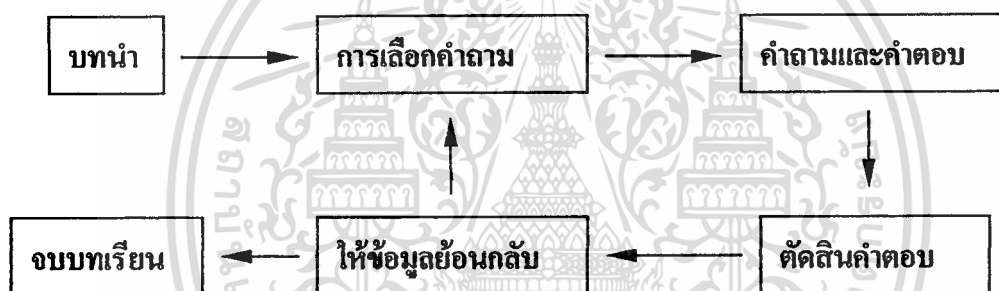 บทนำ
การเลือกคำถาม
คำถามและคำตอบ
จบบทเรียน
ให้ข้อมูลย้อนกลับ
ตัดสินคำตอบ